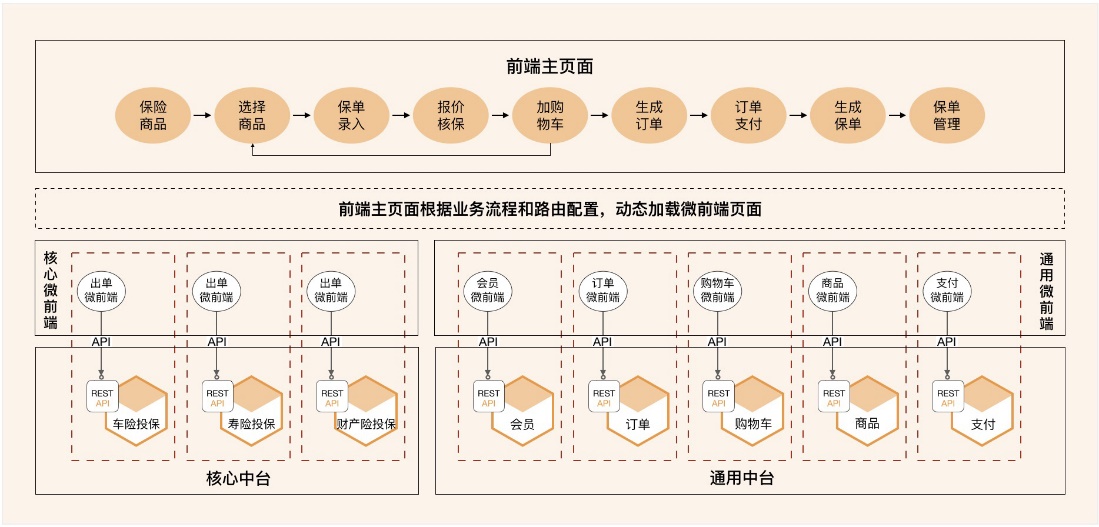 前端主页面
保险
商品
选择
商品
保单
录入
报价
核保
加购
物车
生成
订单
订单
支付
生成
保单
保单
管理
前端主页面根据业务流程和路由配置，动态加载微前端页面
核心微前端
出单
微前端
出单
微前端
出单
微前端
会员
微前端
订单
微前端
购物车
微前端
商品
微前端
支付
微前端
通用微前端
API
API
API
API
API
API
API
API
REST
API
车险投保
REST
API
寿险投保
REST
API
财产险投保
REST
API
会员
REST
API
订单
REST
API
购物车
REST
API
商品
REST
API
支付
核心中台
通用中台